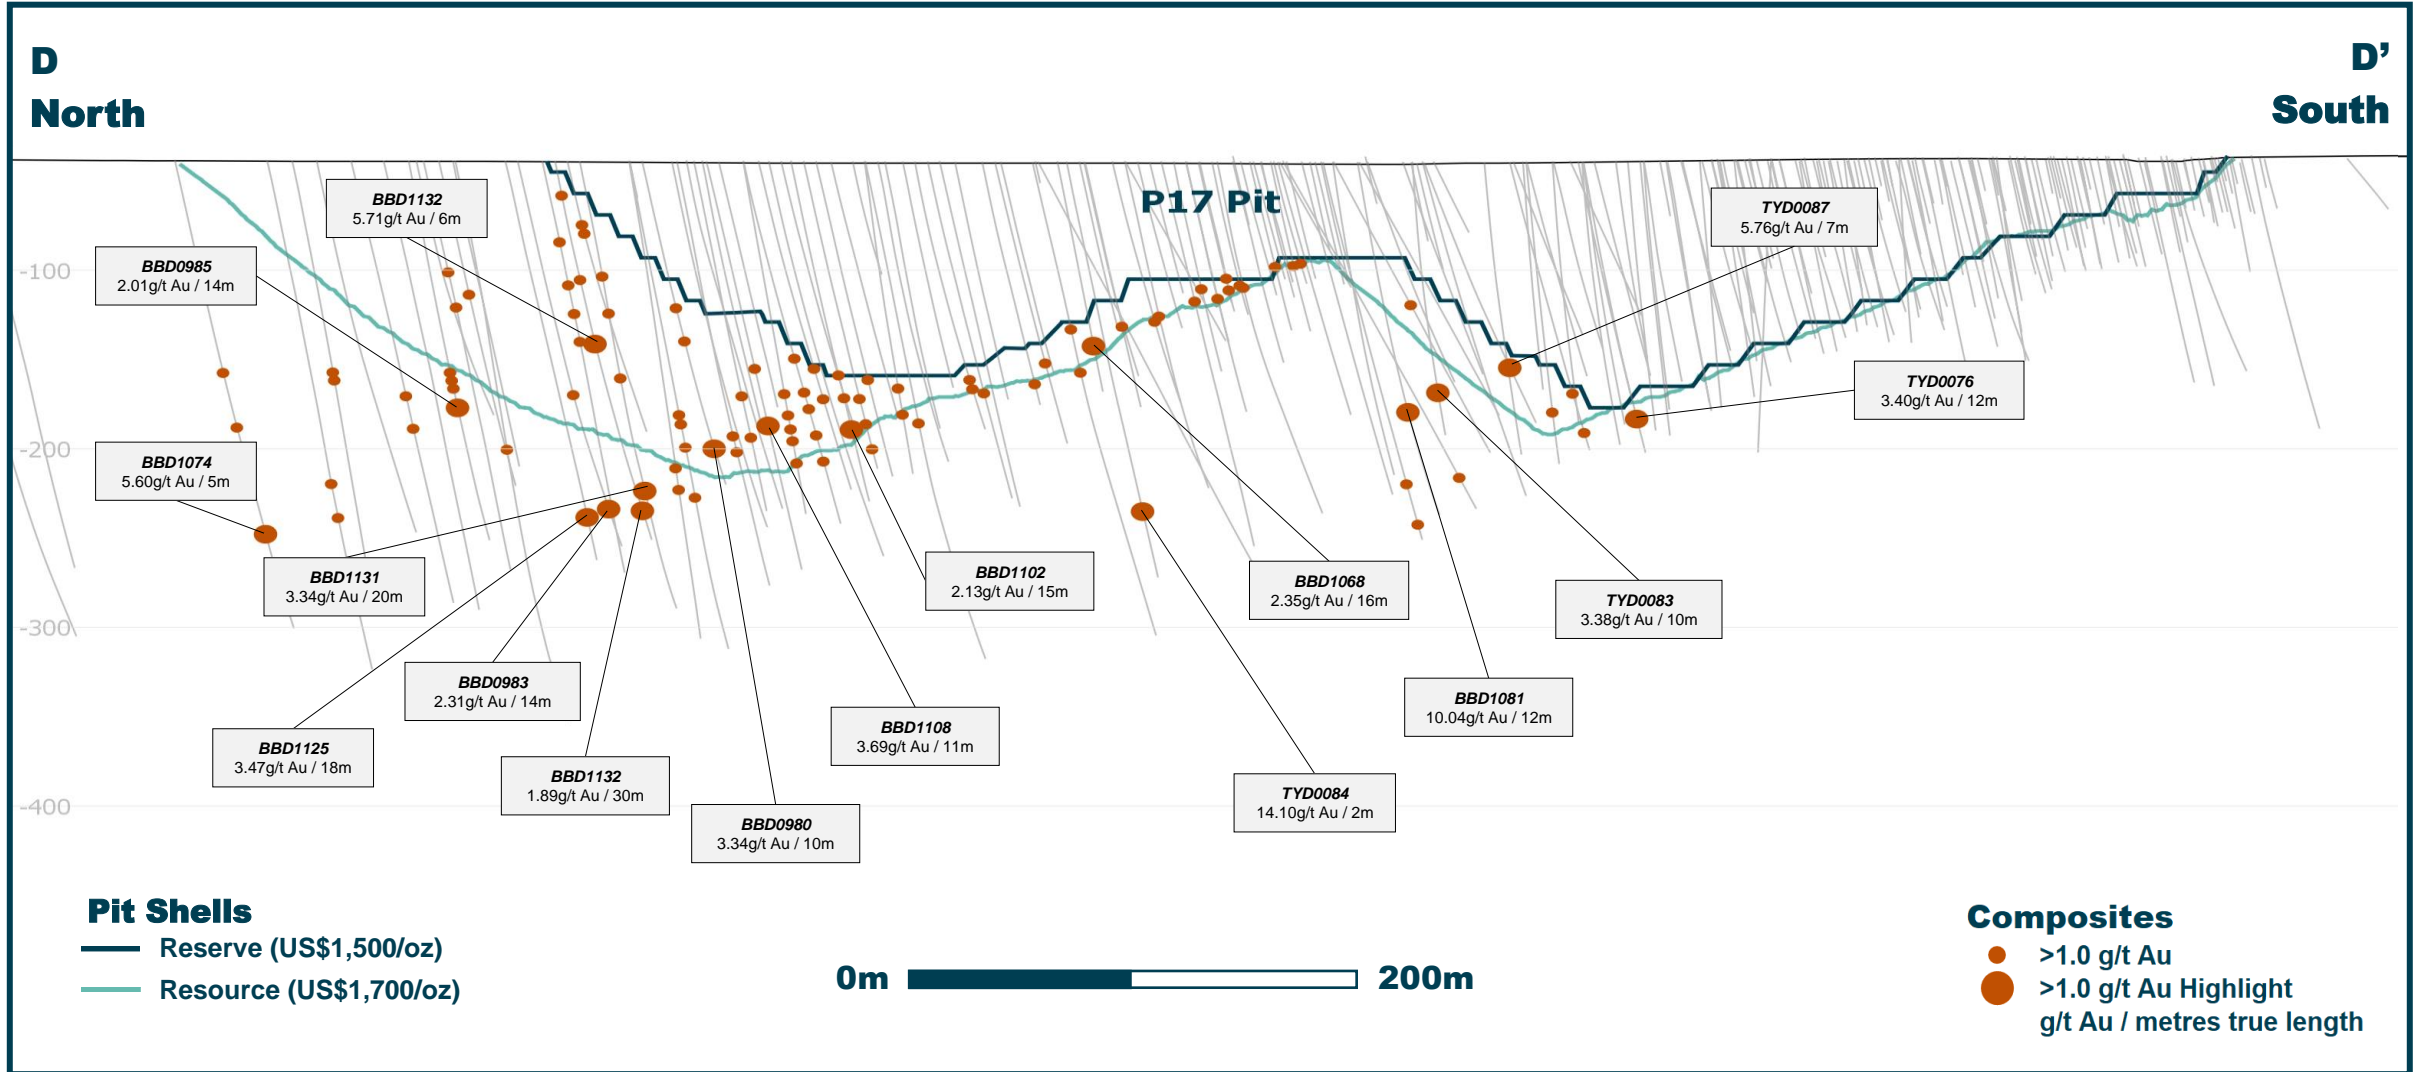 D
North
D'
South
P17 Pit
-100
-200
-300
-400
BBD1132
5.71g/t Au / 6m
BBD0985
2.01g/t Au / 14m
BBD1074
5.60g/t Au / 5m
BBD1131
3.34g/t Au / 20m
BBD0983
2.31g/t Au / 14m
BBD1125
3.47g/t Au / 18m
BBD1132
1.89g/t Au / 30m
BBD0980
3.34g/t Au / 10m
BBD1108
3.69g/t Au / 11m
BBD1102
2.13g/t Au / 15m
BBD1068
2.35g/t Au / 16m
TYD0084
14.10g/t Au / 2m
BBD1081
10.04g/t Au / 12m
TYD0083
3.38g/t Au / 10m
TYD0087
5.76g/t Au / 7m
TYD0076
3.40g/t Au / 12m
Pit Shells
Reserve (US$1,500/oz)
Resource (US$1,700/oz)
0m
200m
Composites
>1.0 g/t Au
>1.0 g/t Au Highlight
g/t Au / metres true length